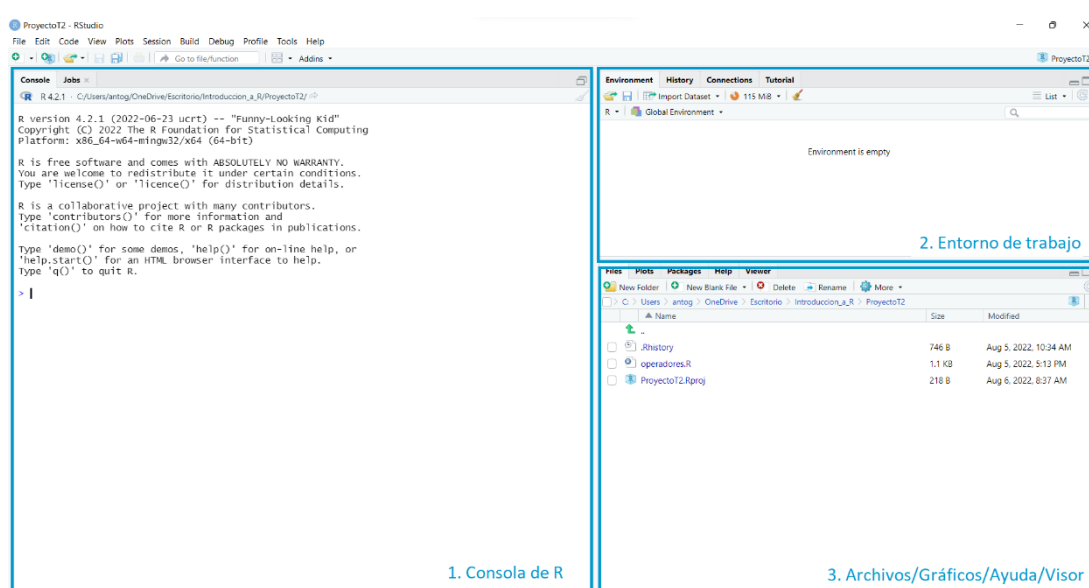 ProyectoT2 - RStudio
File Edit Code View Plots Session Build Debug Profile Tools Help
Go to file/function Addins ProyectoT2
Console Jobs
R 4.2.1 · C:/Users/antog/OneDrive/Escritorio/Introduccion_a_R/ProyectoT2/
R version 4.2.1 (2022-06-23 ucrt) -- "Funny-Looking Kid"
Copyright (C) 2022 The R Foundation for Statistical Computing
Platform: x86_64-w64-mingw32/x64 (64-bit)
R is free software and comes with ABSOLUTELY NO WARRANTY.
You are welcome to redistribute it under certain conditions.
Type 'license()' or 'licence()' for distribution details.
R is a collaborative project with many contributors.
Type 'contributors()' for more information and
'citation()' on how to cite R or R packages in publications.
Type 'demo()' for some demos, 'help()' for on-line help, or
'help.start()' for an HTML browser interface to help.
Type 'q()' to quit R.
>
1. Consola de R
Environment History Connections Tutorial
Import Dataset 115 MiB List
R Global Environment
Environment is empty
2. Entorno de trabajo
Files Plots Packages Help Viewer
New Folder New Blank File Delete Rename More
C: > Users > antog > OneDrive > Escritorio > Introduccion_a_R > ProyectoT2
Name Size Modified
..
.Rhistory 746 B Aug 5, 2022, 10:34 AM
operadores.R 1.1 KB Aug 5, 2022, 5:13 PM
ProyectoT2.Rproj 218 B Aug 6, 2022, 8:37 AM
3. Archivos/Gráficos/Ayuda/Visor